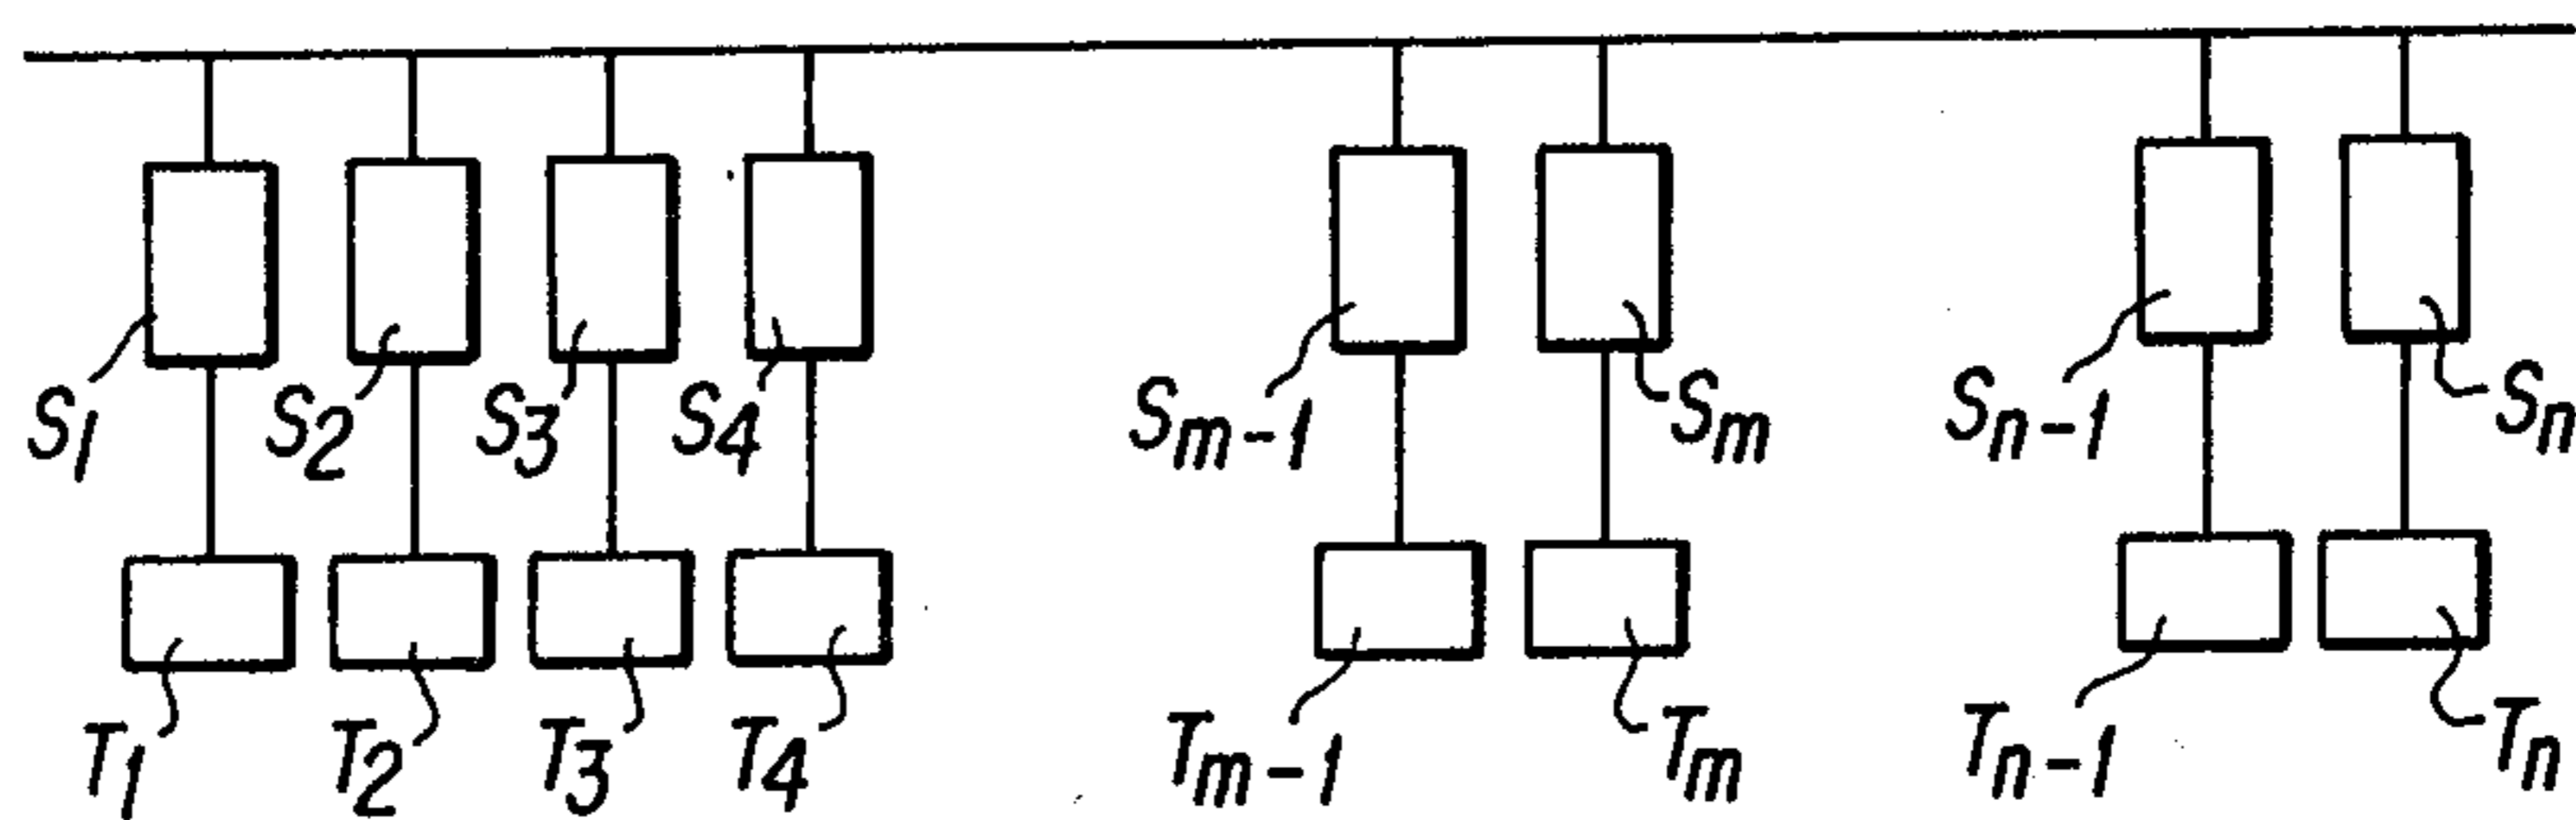 S1 S2 S3 S4 Sm-1 Sm Sn-1 Sn
T1 T2 T3 T4 Tm-1 Tm Tn-1 Tn